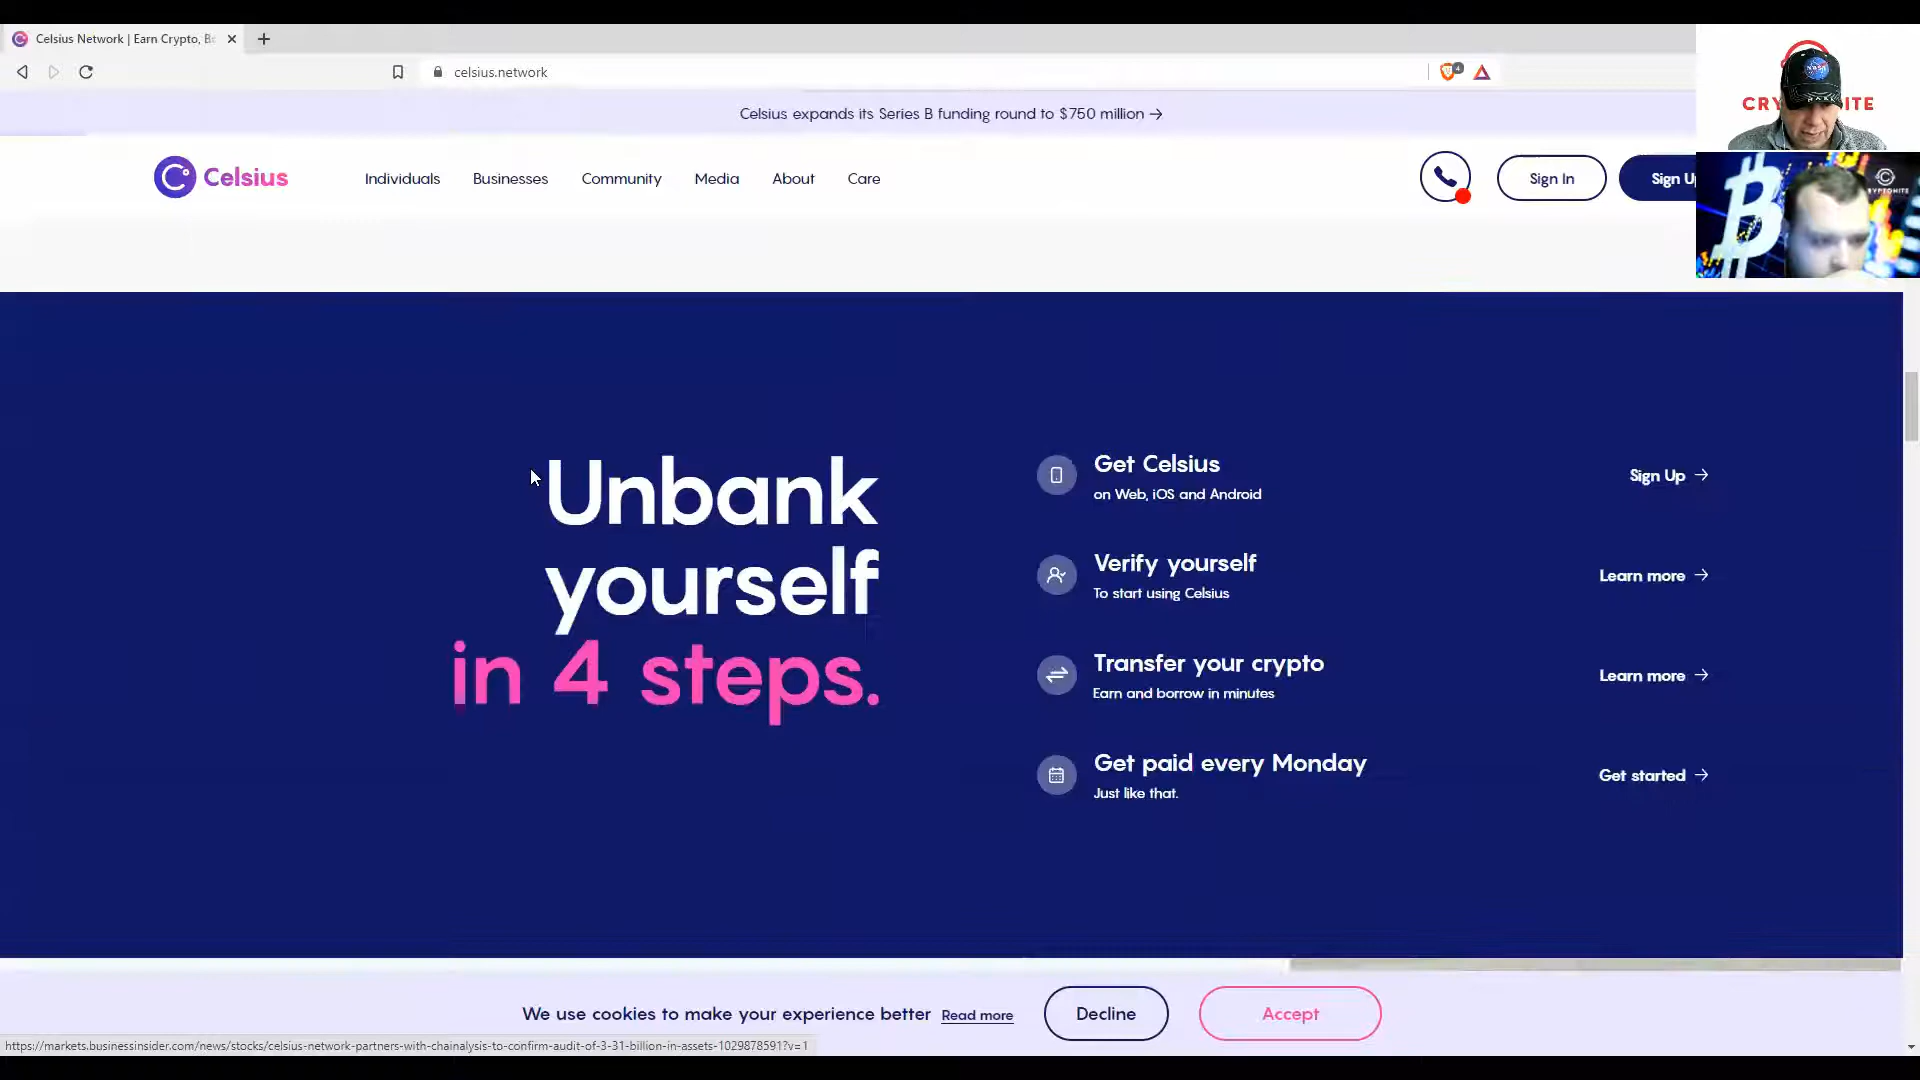 Celsius Network | Earn Crypto, B
celsius.network
4
Celsius expands its Series B funding round to $750 million →
Celsius
Individuals
Businesses
Community
Media
About
Care
Sign In
Sign U
NASA
CRY
ITE
Unbank
yourself
in 4 steps.
Get Celsius
on Web, iOS and Android
Sign Up →
Verify yourself
To start using Celsius
Learn more →
Transfer your crypto
Earn and borrow in minutes
Learn more →
Get paid every Monday
Just like that.
Get started →
We use cookies to make your experience better Read more
Decline
Accept
https://markets.businessinsider.com/news/stocks/celsius-network-partners-with-chainalysis-to-confirm-audit-of-3-31-billion-in-assets-1029878591?v=1